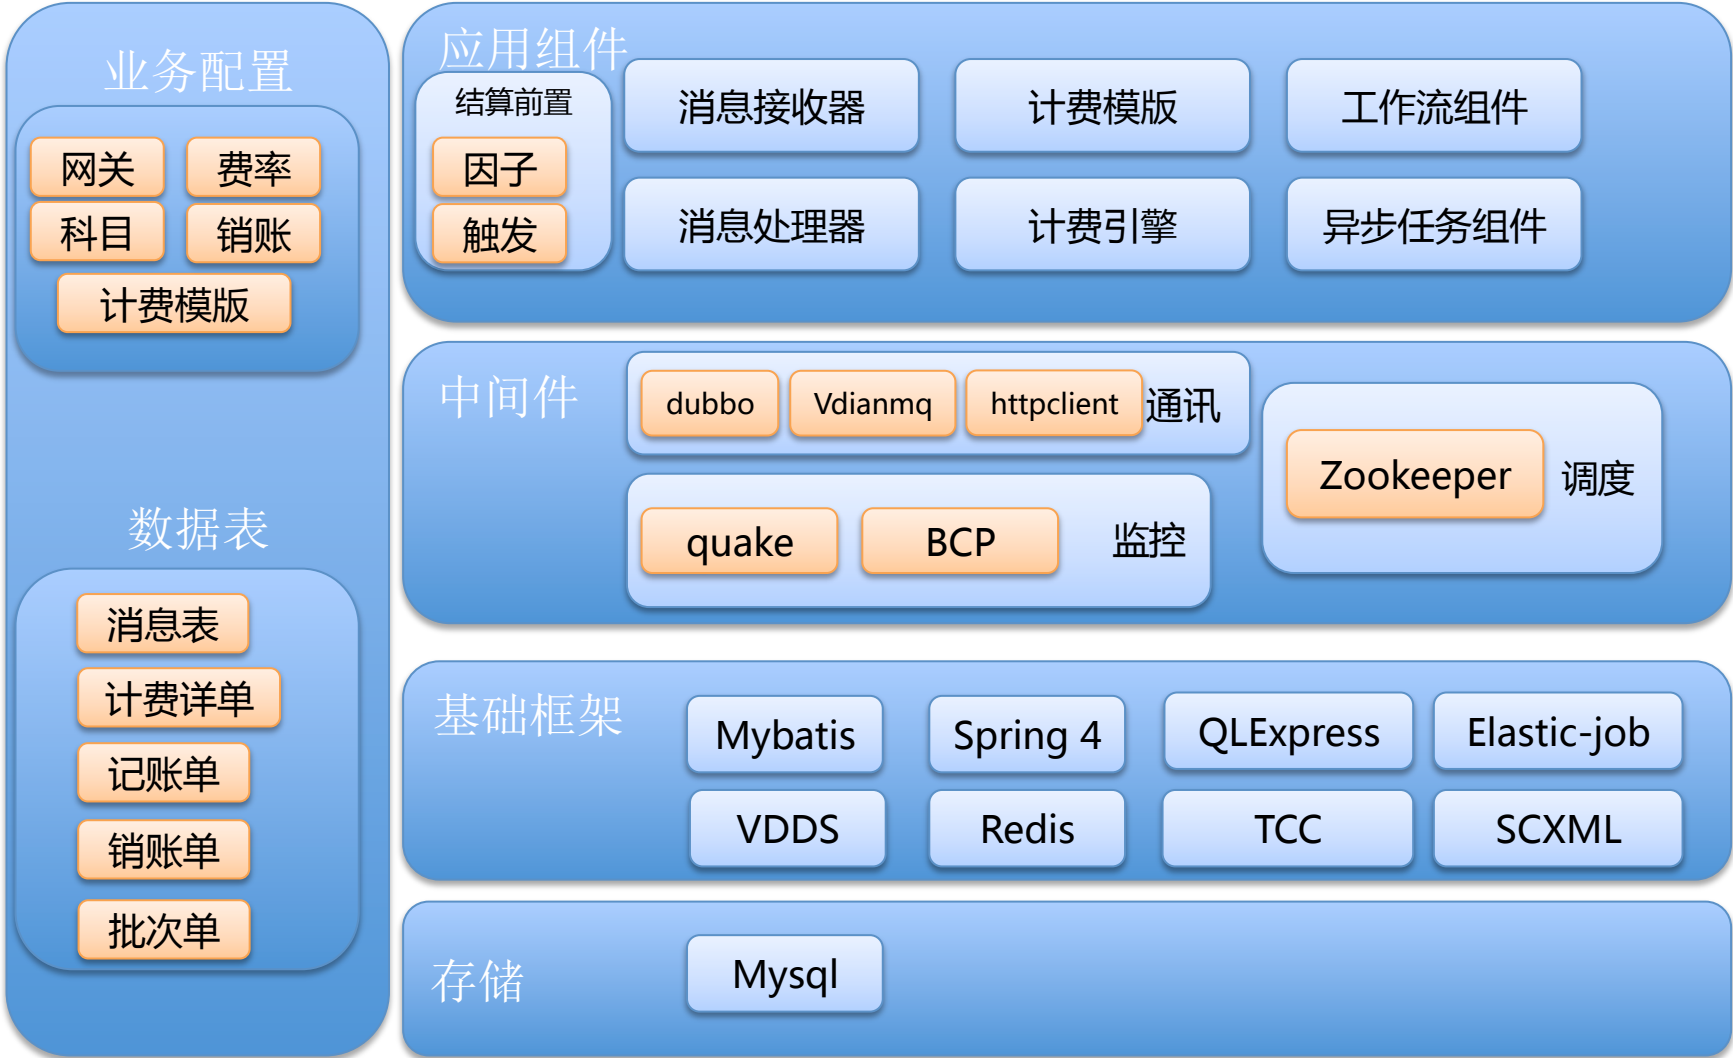 业务配置
网关
费率
科目
销账
计费模版
数据表
消息表
计费详单
记账单
销账单
批次单
应用组件
结算前置
因子
触发
消息接收器
计费模版
工作流组件
消息处理器
计费引擎
异步任务组件
中间件
dubbo
Vdianmq
httpclient
通讯
quake
BCP
监控
Zookeeper
调度
基础框架
Mybatis
Spring 4
QLExpress
Elastic-job
VDDS
Redis
TCC
SCXML
存储
Mysql